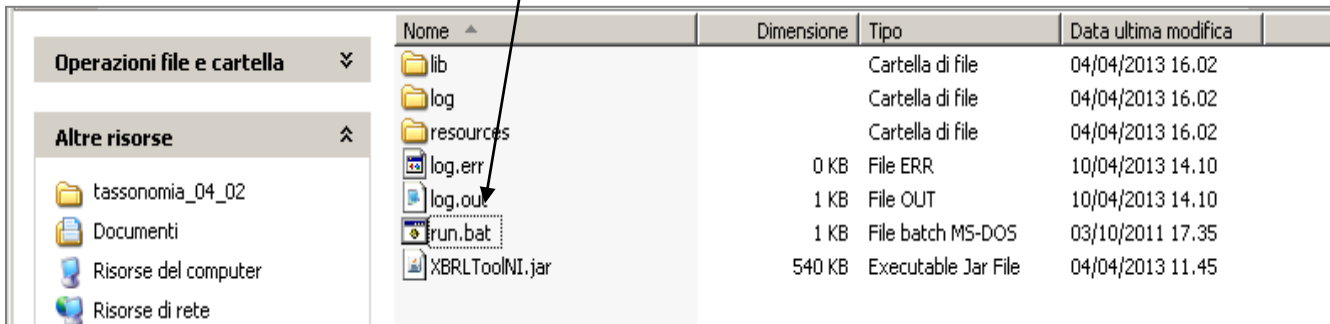 Operazioni file e cartella
Altre risorse
tassonomia_04_02
Documenti
Risorse del computer
Risorse di rete
Nome Dimensione Tipo Data ultima modifica
lib Cartella di file 04/04/2013 16.02
log Cartella di file 04/04/2013 16.02
resources Cartella di file 04/04/2013 16.02
log.err 0 KB File ERR 10/04/2013 14.10
log.out 1 KB File OUT 10/04/2013 14.10
run.bat 1 KB File batch MS-DOS 03/10/2011 17.35
XBRLToolNI.jar 540 KB Executable Jar File 04/04/2013 11.45